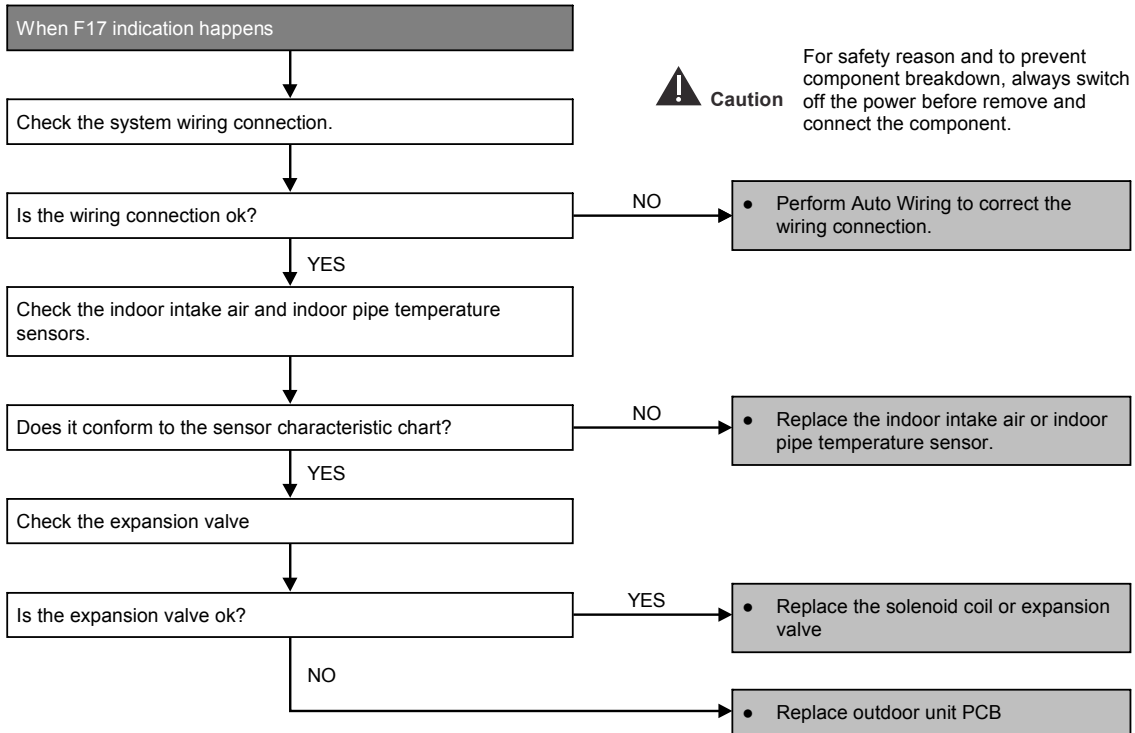 When F17 indication happens
For safety reason and to prevent
component breakdown, always switch
off the power before remove and
connect the component.
Caution
Check the system wiring connection.
Is the wiring connection ok?
NO
● Perform Auto Wiring to correct the
wiring connection.
YES
Check the indoor intake air and indoor pipe temperature
sensors.
Does it conform to the sensor characteristic chart?
NO
● Replace the indoor intake air or indoor
pipe temperature sensor.
YES
Check the expansion valve
Is the expansion valve ok?
YES
● Replace the solenoid coil or expansion
valve
NO
● Replace outdoor unit PCB